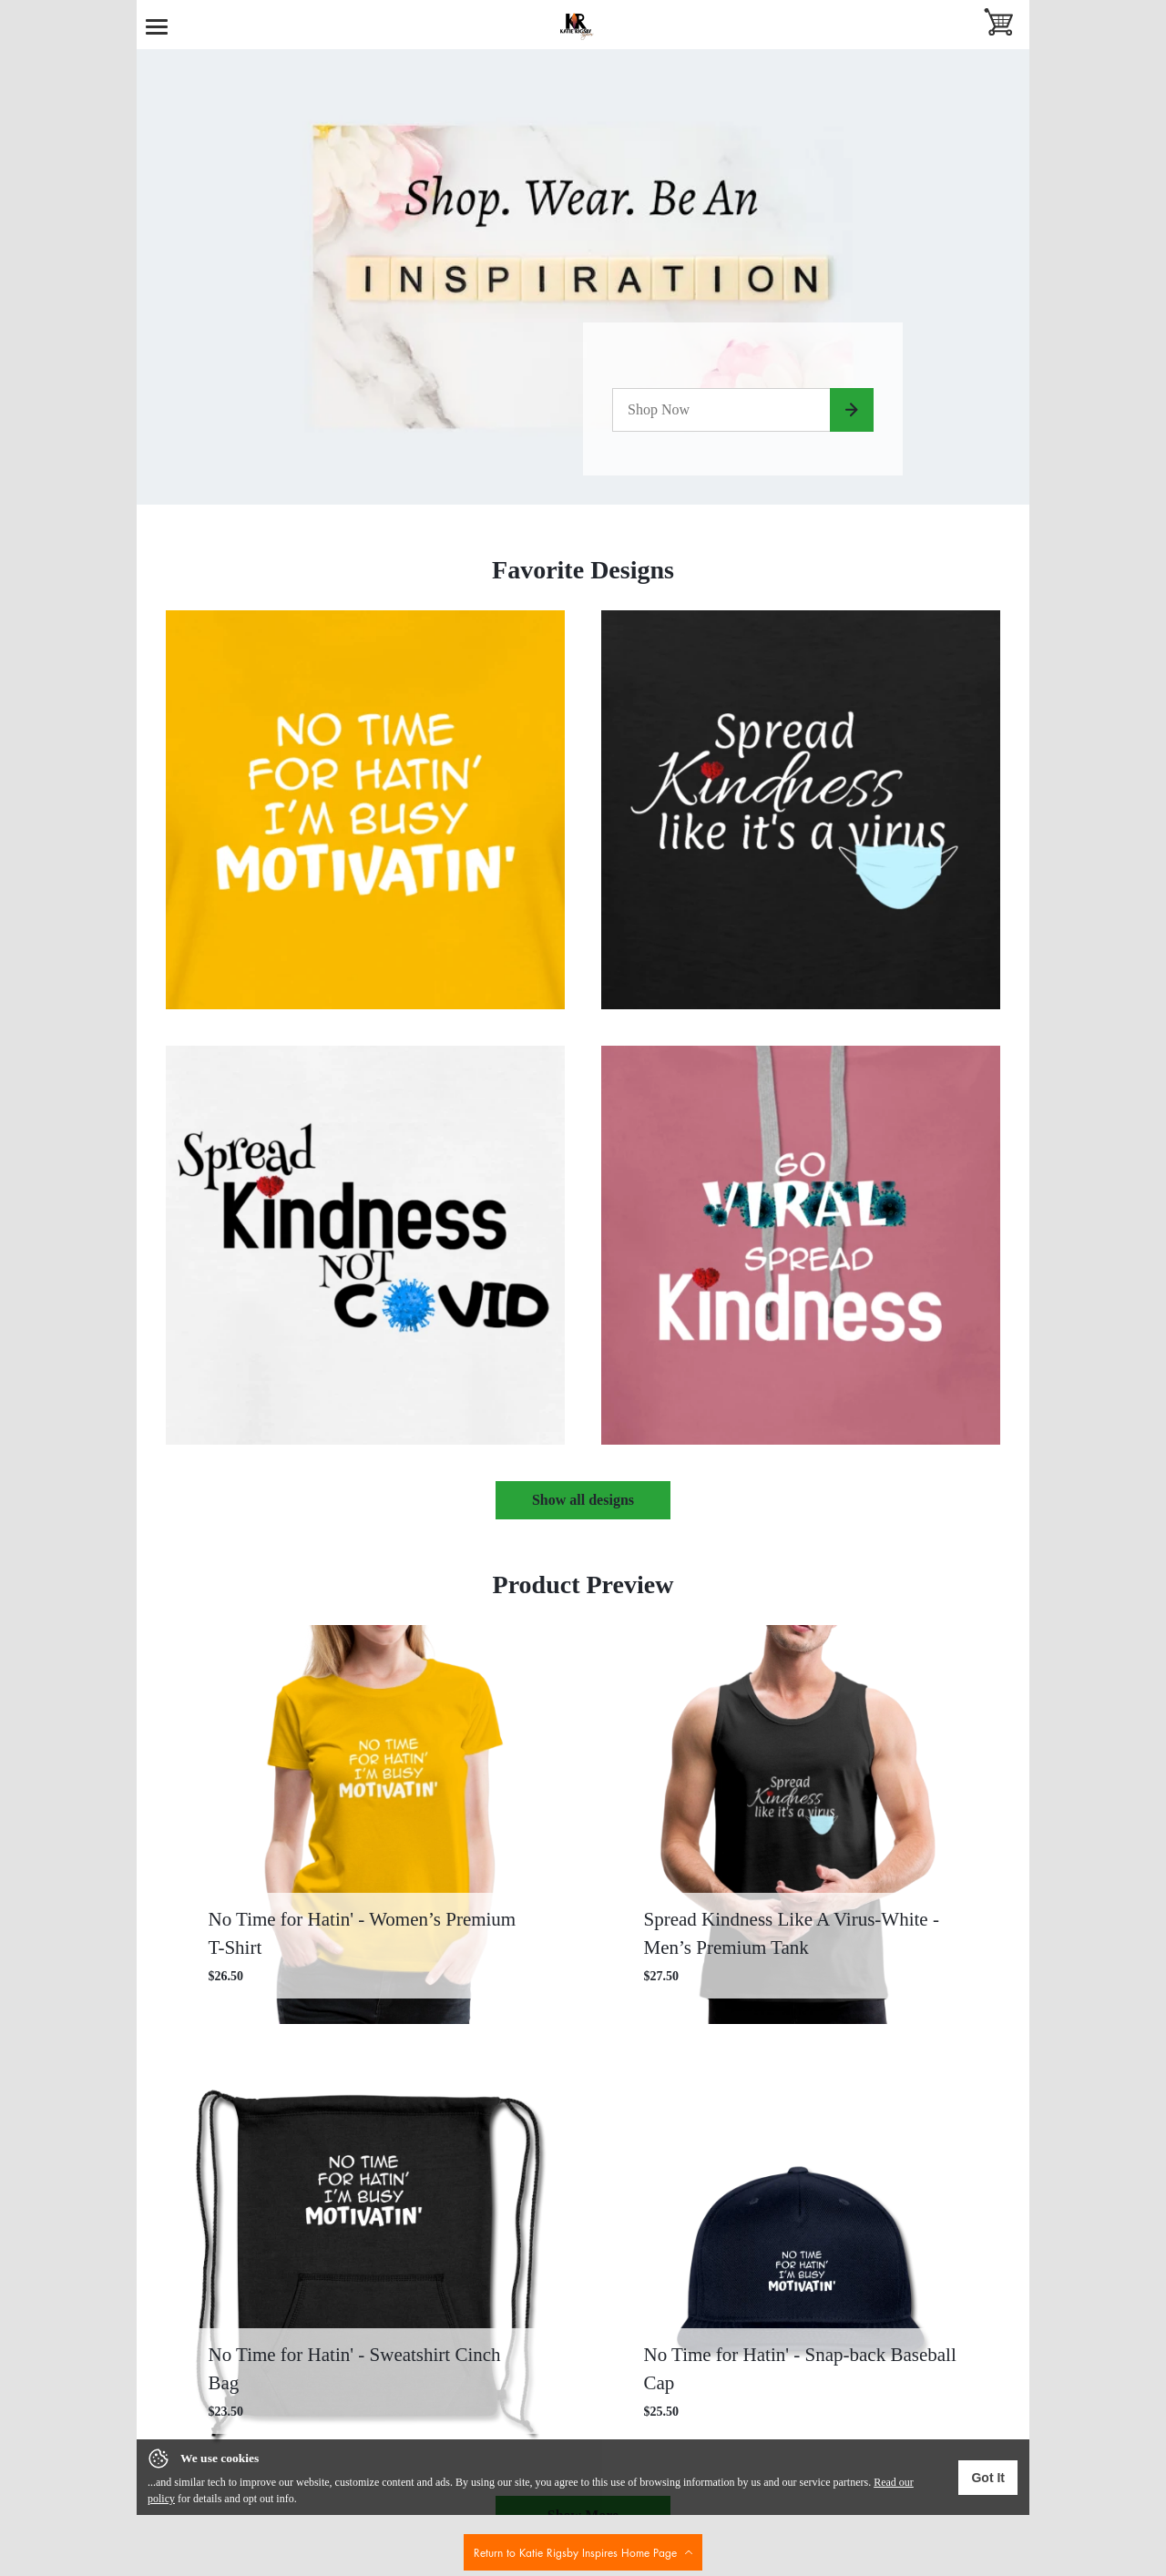 KR
KATIE RIGSBY
Shop. Wear. Be An
INSPIRATION
Shop Now
Favorite Designs
NO TIME
FOR HATIN'
I'M BUSY
MOTIVATIN'
Spread
Kindness
like it's a virus
Spread
Kindness
NOT
COVID
GO
VIRAL
SPREAD
Kindness
Show all designs
Product Preview
NO TIME
FOR HATIN'
I'M BUSY
MOTIVATIN'
No Time for Hatin' - Women’s Premium
T-Shirt
$26.50
Spread
Kindness
like it's a virus
Spread Kindness Like A Virus-White -
Men’s Premium Tank
$27.50
NO TIME
FOR HATIN'
I'M BUSY
MOTIVATIN'
No Time for Hatin' - Sweatshirt Cinch
Bag
$23.50
NO TIME
FOR HATIN'
I'M BUSY
MOTIVATIN'
No Time for Hatin' - Snap-back Baseball
Cap
$25.50
We use cookies
...and similar tech to improve our website, customize content and ads. By using our site, you agree to this use of browsing information by us and our service partners. Read our
policy for details and opt out info.
Got It
Show More
Return to Katie Rigsby Inspires Home Page